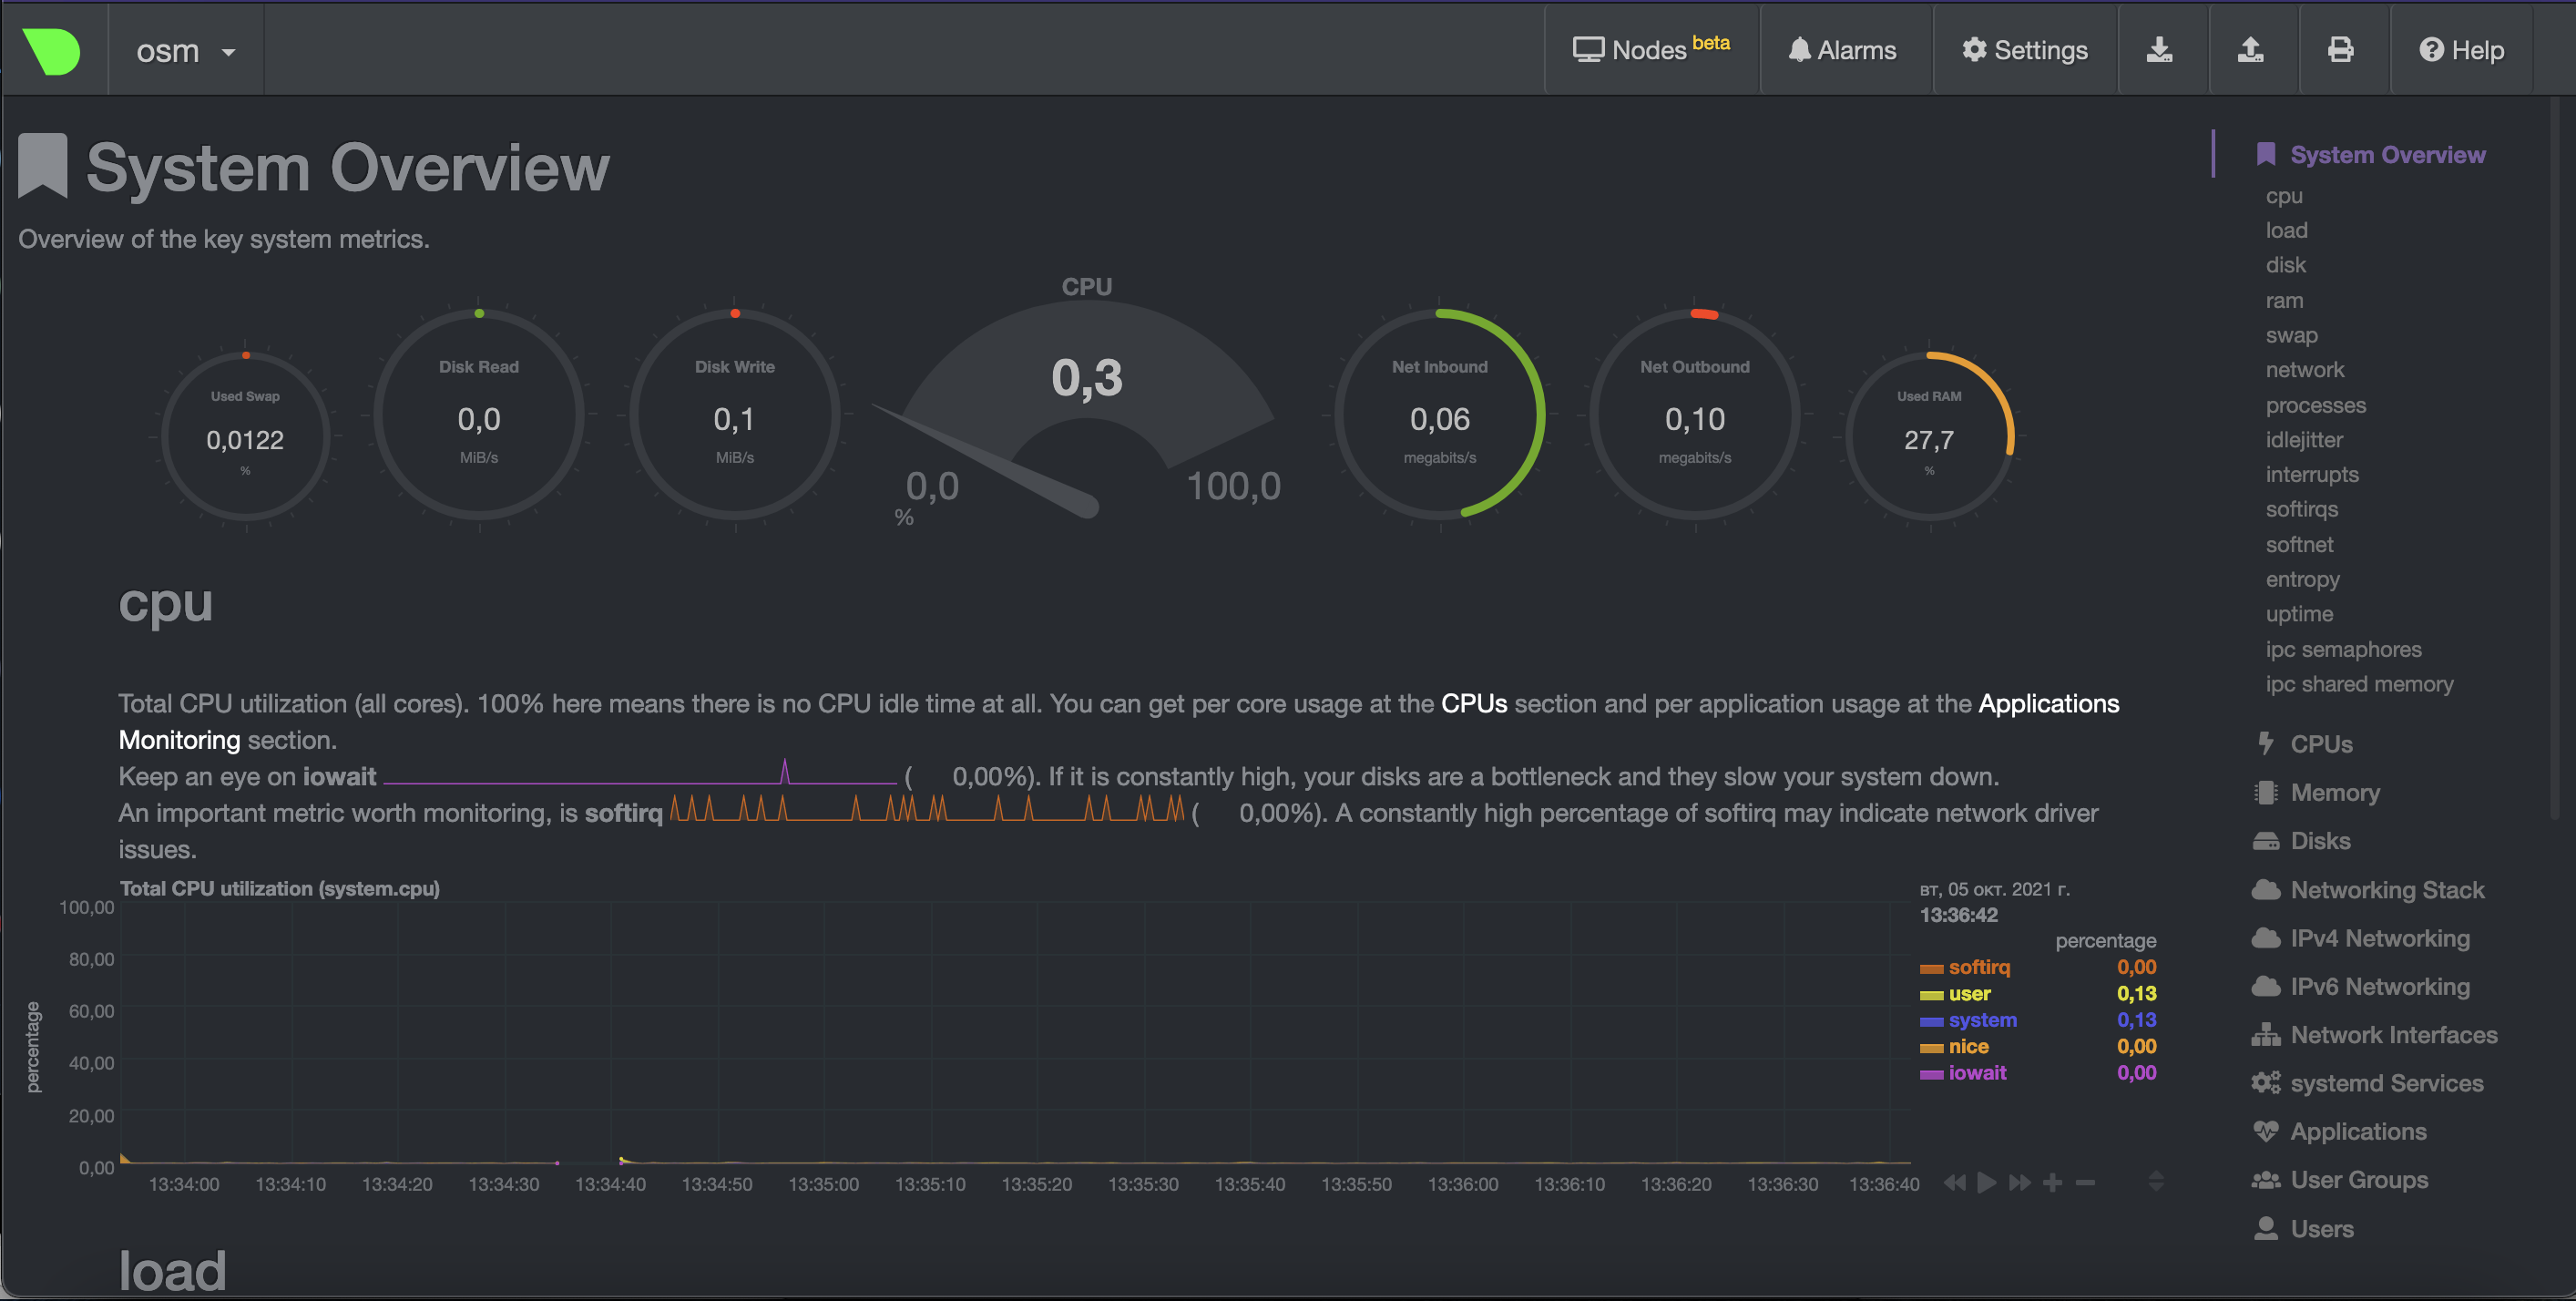 osm
Nodes beta
Alarms
Settings
Help
System Overview
Overview of the key system metrics.
Used Swap
0,0122
%
Disk Read
0,0
MiB/s
Disk Write
0,1
MiB/s
CPU
0,3
0,0
100,0
%
Net Inbound
0,06
megabits/s
Net Outbound
0,10
megabits/s
Used RAM
27,7
%
cpu
Total CPU utilization (all cores). 100% here means there is no CPU idle time at all. You can get per core usage at the CPUs section and per application usage at the Applications
Monitoring section.
Keep an eye on iowait ( 0,00%). If it is constantly high, your disks are a bottleneck and they slow your system down.
An important metric worth monitoring, is softirq ( 0,00%). A constantly high percentage of softirq may indicate network driver
issues.
Total CPU utilization (system.cpu)
percentage
100,00
80,00
60,00
40,00
20,00
0,00
13:34:00 13:34:10 13:34:20 13:34:30 13:34:40 13:34:50 13:35:00 13:35:10 13:35:20 13:35:30 13:35:40 13:35:50 13:36:00 13:36:10 13:36:20 13:36:30 13:36:40
вт, 05 окт. 2021 г.
13:36:42
percentage
softirq 0,00
user 0,13
system 0,13
nice 0,00
iowait 0,00
load
System Overview
cpu
load
disk
ram
swap
network
processes
idlejitter
interrupts
softirqs
softnet
entropy
uptime
ipc semaphores
ipc shared memory
CPUs
Memory
Disks
Networking Stack
IPv4 Networking
IPv6 Networking
Network Interfaces
systemd Services
Applications
User Groups
Users